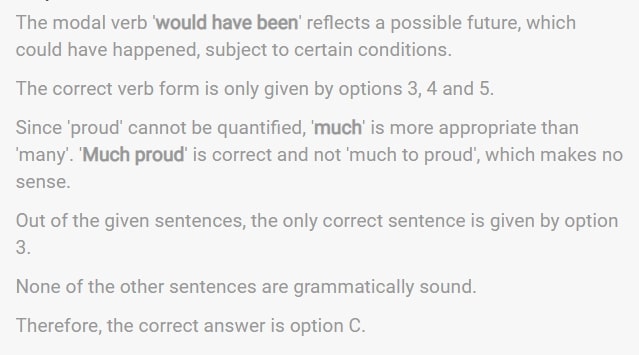 The modal verb 'would have been' reflects a possible future, which
could have happened, subject to certain conditions.
The correct verb form is only given by options 3, 4 and 5.
Since 'proud' cannot be quantified, 'much' is more appropriate than
'many'. 'Much proud' is correct and not 'much to proud', which makes no
sense.
Out of the given sentences, the only correct sentence is given by option
3.
None of the other sentences are grammatically sound.
Therefore, the correct answer is option C.